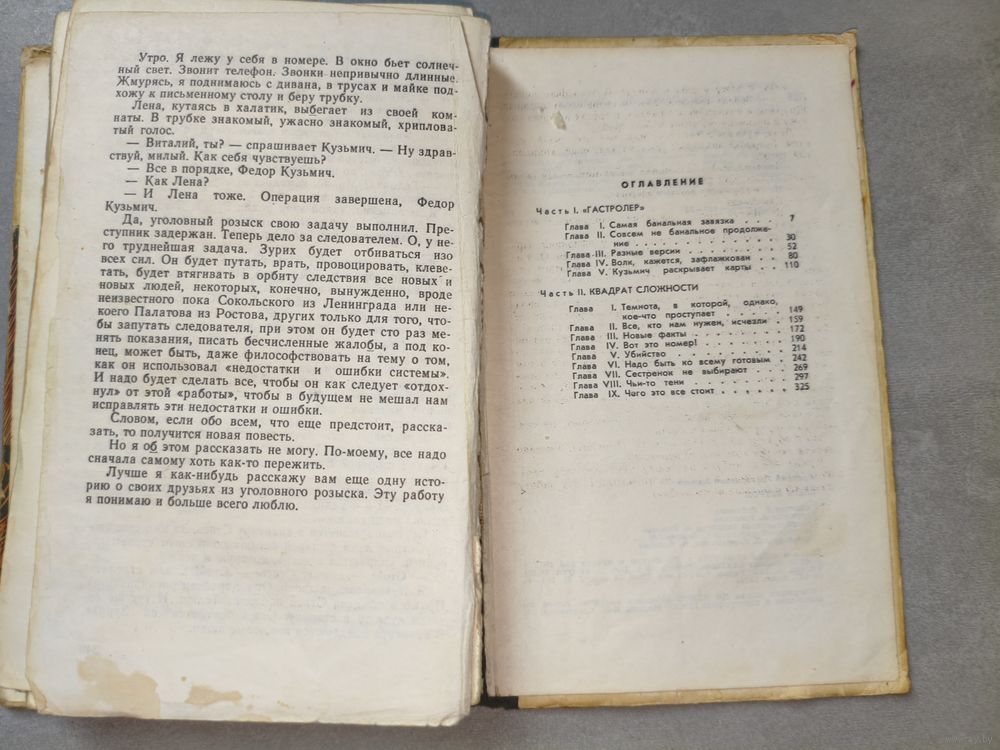 Утро. Я лежу у себя в номере. В окно бьет солнеч-
ный свет. Звонит телефон. Звонки непривычно длинные.
Жмурясь, я поднимаюсь с дивана, в трусах и майке под-
хожу к письменному столу и беру трубку.
Лена, кутаясь в халатик, выбегает из своей ком-
наты. В трубке знакомый, ужасно знакомый, хриплова-
тый голос.
— Виталий, ты? — спрашивает Кузьмич. — Ну здрав-
ствуй, милый. Как себя чувствуешь?
— Все в порядке, Федор Кузьмич.
— Как Лена?
— И Лена тоже. Операция завершена, Федор
Кузьмич.
Да, уголовный розыск свою задачу выполнил. Пре-
ступник задержан. Теперь дело за следователем. О, у не-
го труднейшая задача. Зурих будет отбиваться изо
всех сил. Он будет путать, врать, провоцировать, клеве-
тать, будет втягивать в орбиту следствия все новых и
новых людей, некоторых, конечно, вынужденно, вроде
неизвестного пока Сокольского из Ленинграда или не-
коего Палатова из Ростова, других только для того, что-
бы запутать следователя, при этом он будет сто раз ме-
нять показания, писать бесчисленные жалобы, а под ко-
нец, может быть, даже философствовать на тему о том,
как он использовал «недостатки и ошибки системы».
И надо будет сделать все, чтобы он как следует «отдох-
нул» от этой «работы», чтобы в будущем не мешал нам
исправлять эти недостатки и ошибки.
Словом, если обо всем, что еще предстоит, расска-
зать, то получится новая повесть.
Но я об этом рассказать не могу. По-моему, все надо
сначала самому хоть как-то пережить.
Лучше я как-нибудь расскажу вам еще одну исто-
рию о своих друзьях из уголовного розыска. Эту работу
я понимаю и больше всего люблю.
ОГЛАВЛЕНИЕ
Часть I. «ГАСТРОЛЕР»
Глава I. Самая банальная завязка . . . 7
Глава II. Совсем не банальное продолже-
ние . . . . . . . . . . . . 30
Глава III. Разные версии . . . . . . . 52
Глава IV. Волк, кажется, зафлажкован . . 80
Глава V. Кузьмич раскрывает карты . . 110
Часть II. КВАДРАТ СЛОЖНОСТИ
Глава I. Темнота, в которой, однако,
кое-что проступает . . . . . 149
Глава II. Все, кто нам нужен, исчезли . 159
Глава III. Новые факты . . . . . . . 172
Глава IV. Вот это номер! . . . . . . 190
Глава V. Убийство . . . . . . . . 214
Глава VI. Надо быть ко всему готовым . 242
Глава VII. Сестренок не выбирают . . . 269
Глава VIII. Чьи-то тени . . . . . . . 297
Глава IX. Чего это все стоит . . . . . . 325